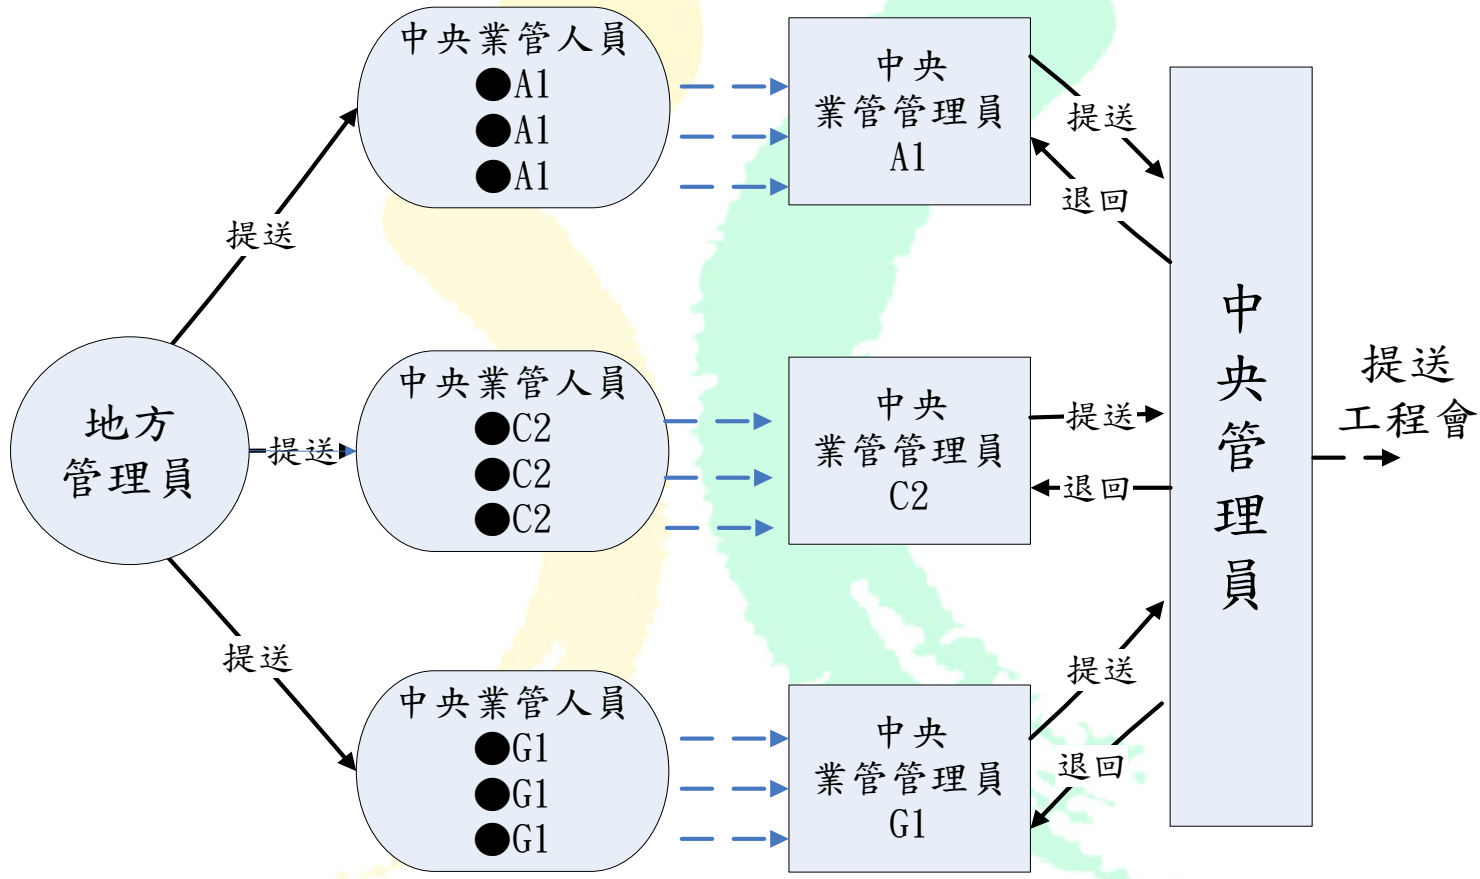 中央業管人員
●A1
●A1
●A1
中央
業管管理員
A1
提送
退回
提送
地方
管理員
提送
中央業管人員
●C2
●C2
●C2
中央
業管管理員
C2
提送
退回
中央管理員
提送
工程會
提送
中央業管人員
●G1
●G1
●G1
中央
業管管理員
G1
提送
退回